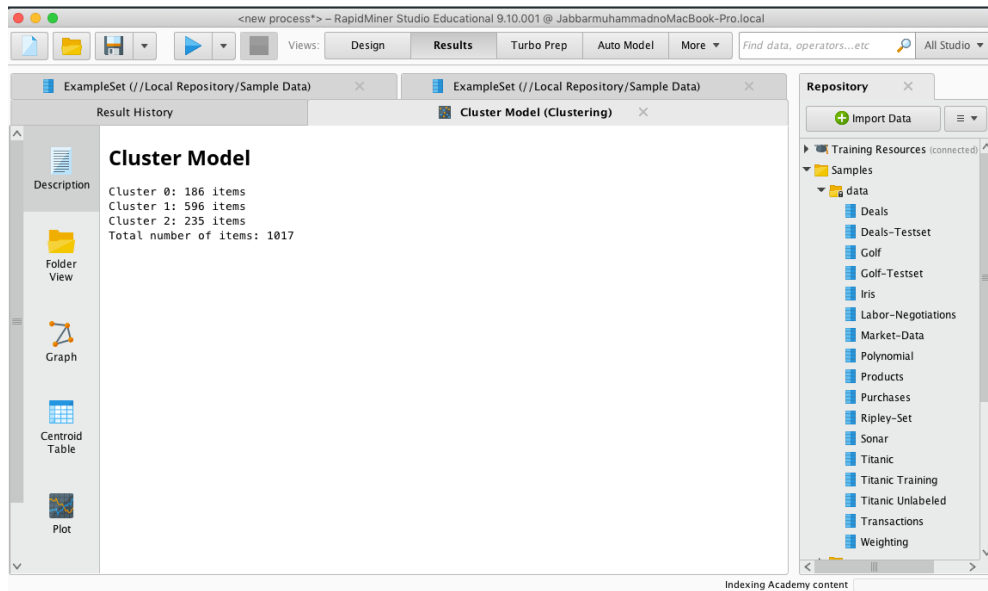 <new process*> – RapidMiner Studio Educational 9.10.001 @ JabbarmuhammadnoMacBook-Pro.local
Views: Design Results Turbo Prep Auto Model More Find data, operators...etc All Studio
ExampleSet (//Local Repository/Sample Data) ExampleSet (//Local Repository/Sample Data)
Result History Cluster Model (Clustering)
Description
Folder
View
Graph
Centroid
Table
Plot
Cluster Model
Cluster 0: 186 items
Cluster 1: 596 items
Cluster 2: 235 items
Total number of items: 1017
Repository
Import Data
Training Resources (connected)
Samples
data
Deals
Deals-Testset
Golf
Golf-Testset
Iris
Labor-Negotiations
Market-Data
Polynomial
Products
Purchases
Ripley-Set
Sonar
Titanic
Titanic Training
Titanic Unlabeled
Transactions
Weighting
Indexing Academy content